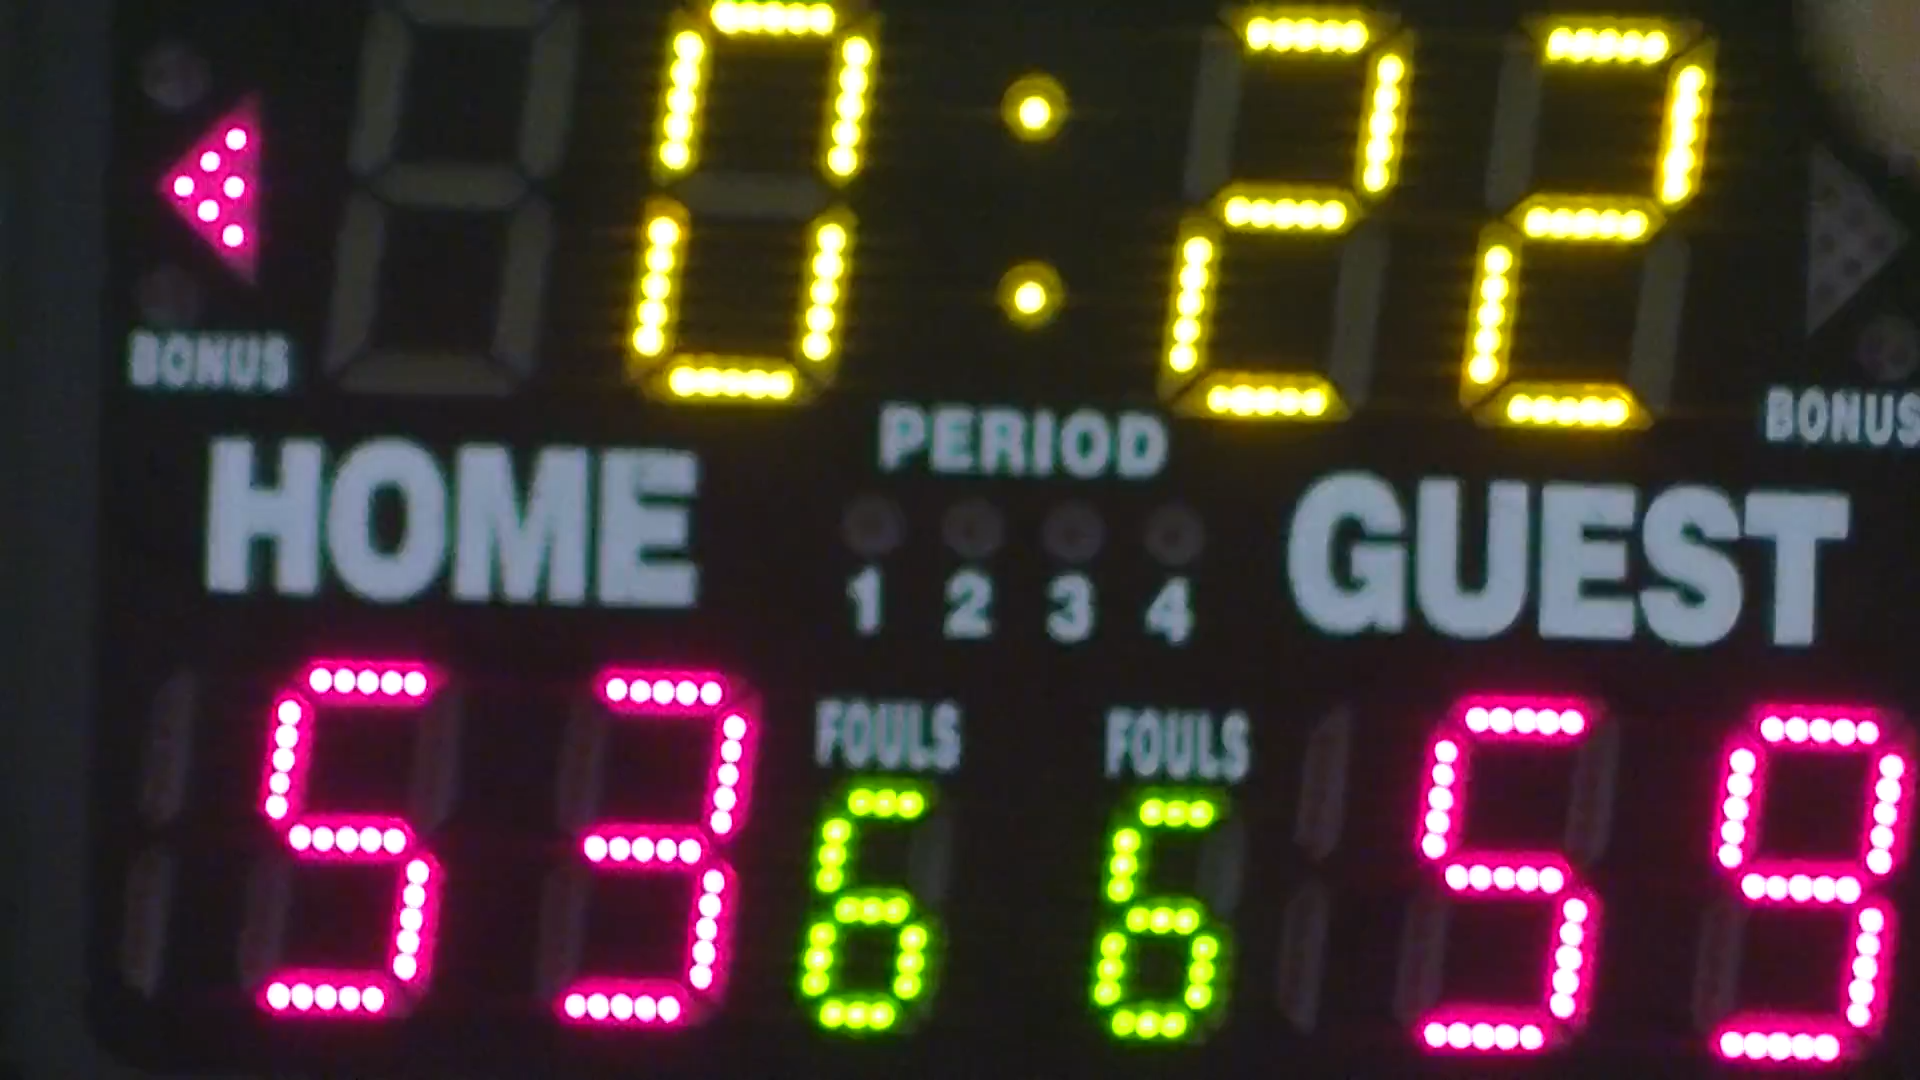 0:22
BONUS
BONUS
PERIOD
HOME
GUEST
1 2 3 4
FOULS
FOULS
53
6
6
59